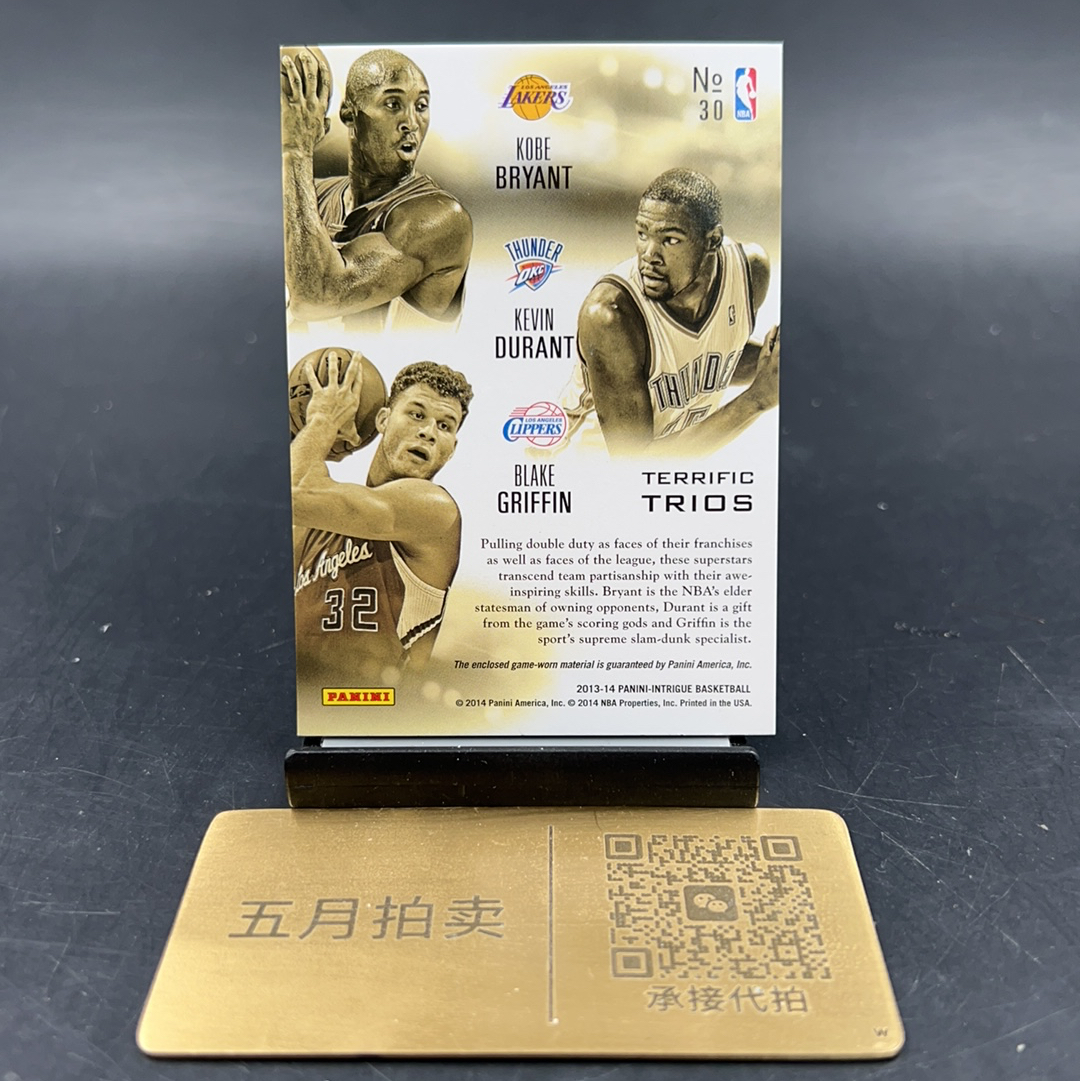 LOS ANGELES
LAKERS
No
30
NBA
KOBE
BRYANT
THUNDER
OKC
KEVIN
DURANT
THUNDE
LOS ANGELES
CLIPPERS
BLAKE
GRIFFIN
TERRIFIC
TRIOS
Los Angeles
32
Pulling double duty as faces of their franchises
as well as faces of the league, these superstars
transcend team partisanship with their awe-
inspiring skills. Bryant is the NBA's elder
statesman of owning opponents, Durant is a gift
from the game's scoring gods and Griffin is the
sport's supreme slam-dunk specialist.
The enclosed game-worn material is guaranteed by Panini America, Inc.
PANINI
2013-14 PANINI-INTRIGUE BASKETBALL
© 2014 Panini America, Inc. © 2014 NBA Properties, Inc. Printed in the USA.
五月拍卖
承接代拍
W